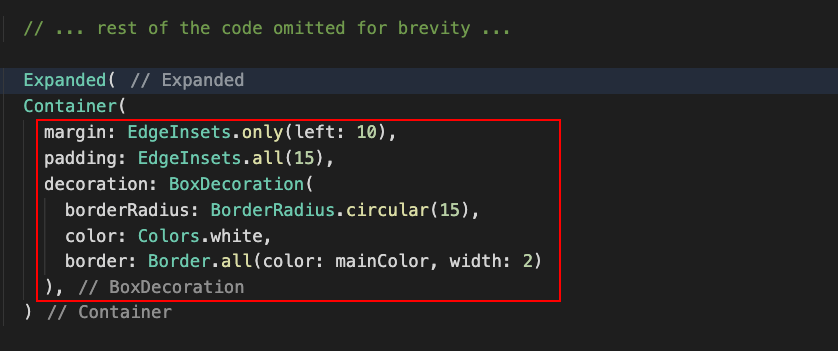 // ... rest of the code omitted for brevity ...
Expanded( // Expanded
Container(
margin: EdgeInsets.only(left: 10),
padding: EdgeInsets.all(15),
decoration: BoxDecoration(
borderRadius: BorderRadius.circular(15),
color: Colors.white,
border: Border.all(color: mainColor, width: 2)
), // BoxDecoration
) // Container